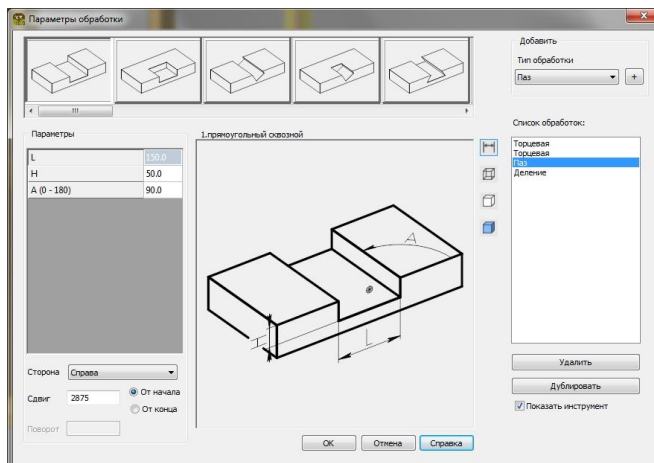 Параметры обработки
Добавить
Тип обработки
Паз
+
Список обработок:
Торцевая
Торцевая
Паз
Деление
Параметры
L 150.0
H 50.0
A (0 - 180) 90.0
1.прямоугольный сквозной
A
H
L
Сторона Справа
Сдвиг 2875
От начала
От конца
Поворот
Удалить
Дублировать
Показать инструмент
OK
Отмена
Справка